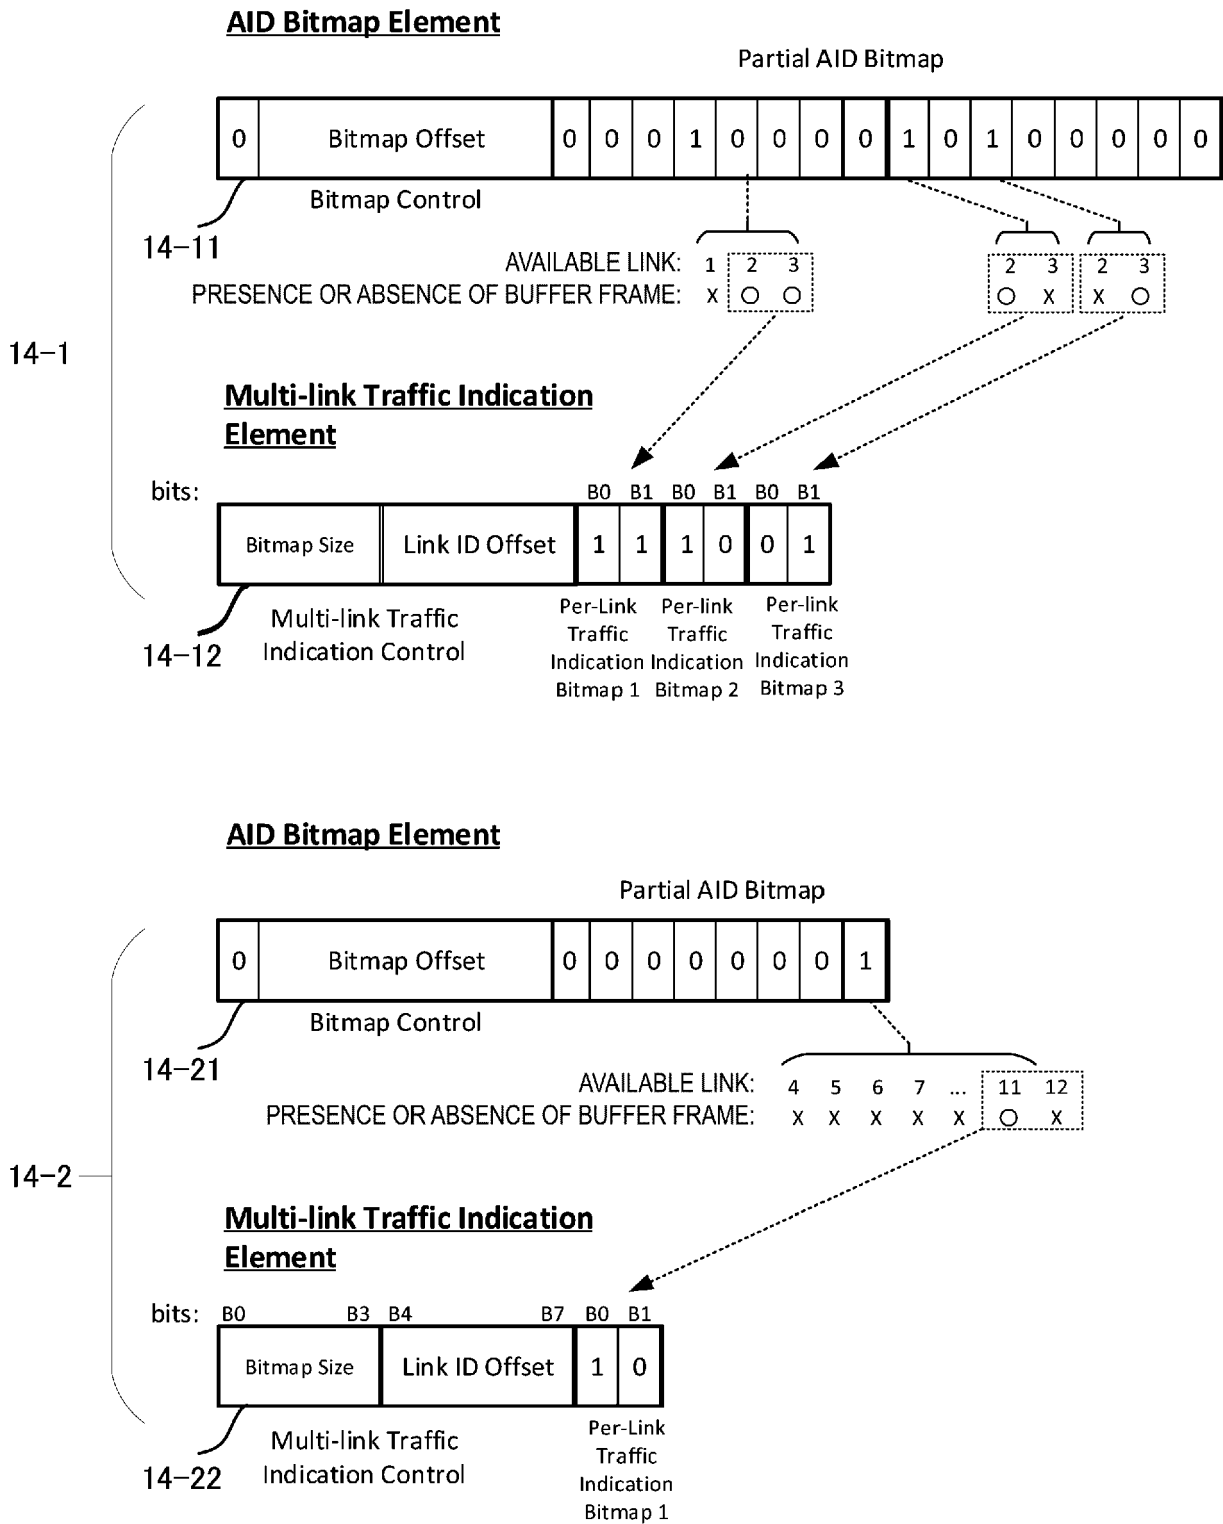 AID Bitmap Element
Partial AID Bitmap
0 Bitmap Offset 0 0 0 1 0 0 0 0 1 0 1 0 0 0 0 0
Bitmap Control
14-11
AVAILABLE LINK: 1 2 3 2 3 2 3
PRESENCE OR ABSENCE OF BUFFER FRAME: X O O O X X O
14-1
Multi-link Traffic Indication
Element
bits: B0 B1 B0 B1 B0 B1
Bitmap Size Link ID Offset 1 1 1 0 0 1
Multi-link Traffic
Indication Control
14-12
Per-Link
Traffic
Indication
Bitmap 1
Per-link
Traffic
Indication
Bitmap 2
Per-link
Traffic
Indication
Bitmap 3
AID Bitmap Element
Partial AID Bitmap
0 Bitmap Offset 0 0 0 0 0 0 0 1
Bitmap Control
14-21
AVAILABLE LINK: 4 5 6 7 ... 11 12
PRESENCE OR ABSENCE OF BUFFER FRAME: X X X X X O X
14-2
Multi-link Traffic Indication
Element
bits: B0 B3 B4 B7 B0 B1
Bitmap Size Link ID Offset 1 0
Multi-link Traffic
Indication Control
14-22
Per-Link
Traffic
Indication
Bitmap 1